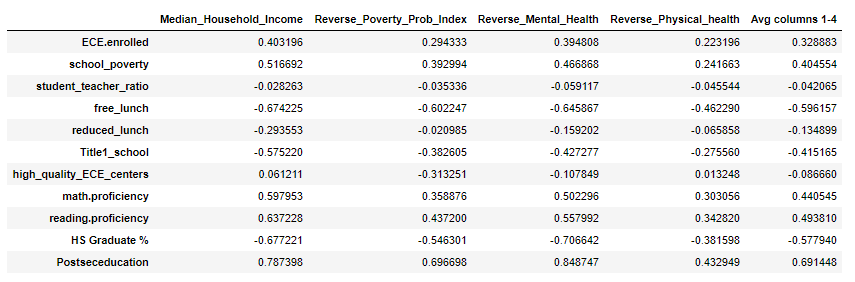 Median_Household_Income Reverse_Poverty_Prob_Index Reverse_Mental_Health Reverse_Physical_health Avg columns 1-4
ECE.enrolled 0.403196 0.294333 0.394808 0.223196 0.328883
school_poverty 0.516692 0.392994 0.466868 0.241663 0.404554
student_teacher_ratio -0.028263 -0.035336 -0.059117 -0.045544 -0.042065
free_lunch -0.674225 -0.602247 -0.645867 -0.462290 -0.596157
reduced_lunch -0.293553 -0.020985 -0.159202 -0.065858 -0.134899
Title1_school -0.575220 -0.382605 -0.427277 -0.275560 -0.415165
high_quality_ECE_centers 0.061211 -0.313251 -0.107849 0.013248 -0.086660
math.proficiency 0.597953 0.358876 0.502296 0.303056 0.440545
reading.proficiency 0.637228 0.437200 0.557992 0.342820 0.493810
HS Graduate % -0.677221 -0.546301 -0.706642 -0.381598 -0.577940
Postseceducation 0.787398 0.696698 0.848747 0.432949 0.691448